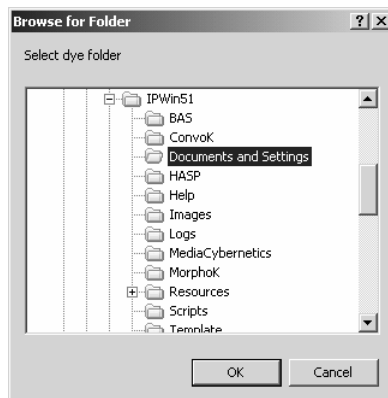 Browse for Folder
Select dye folder
IPWin51
BAS
ConvoK
Documents and Settings
HASP
Help
Images
Logs
MediaCybernetics
MorphoK
Resources
Scripts
Template
OK Cancel